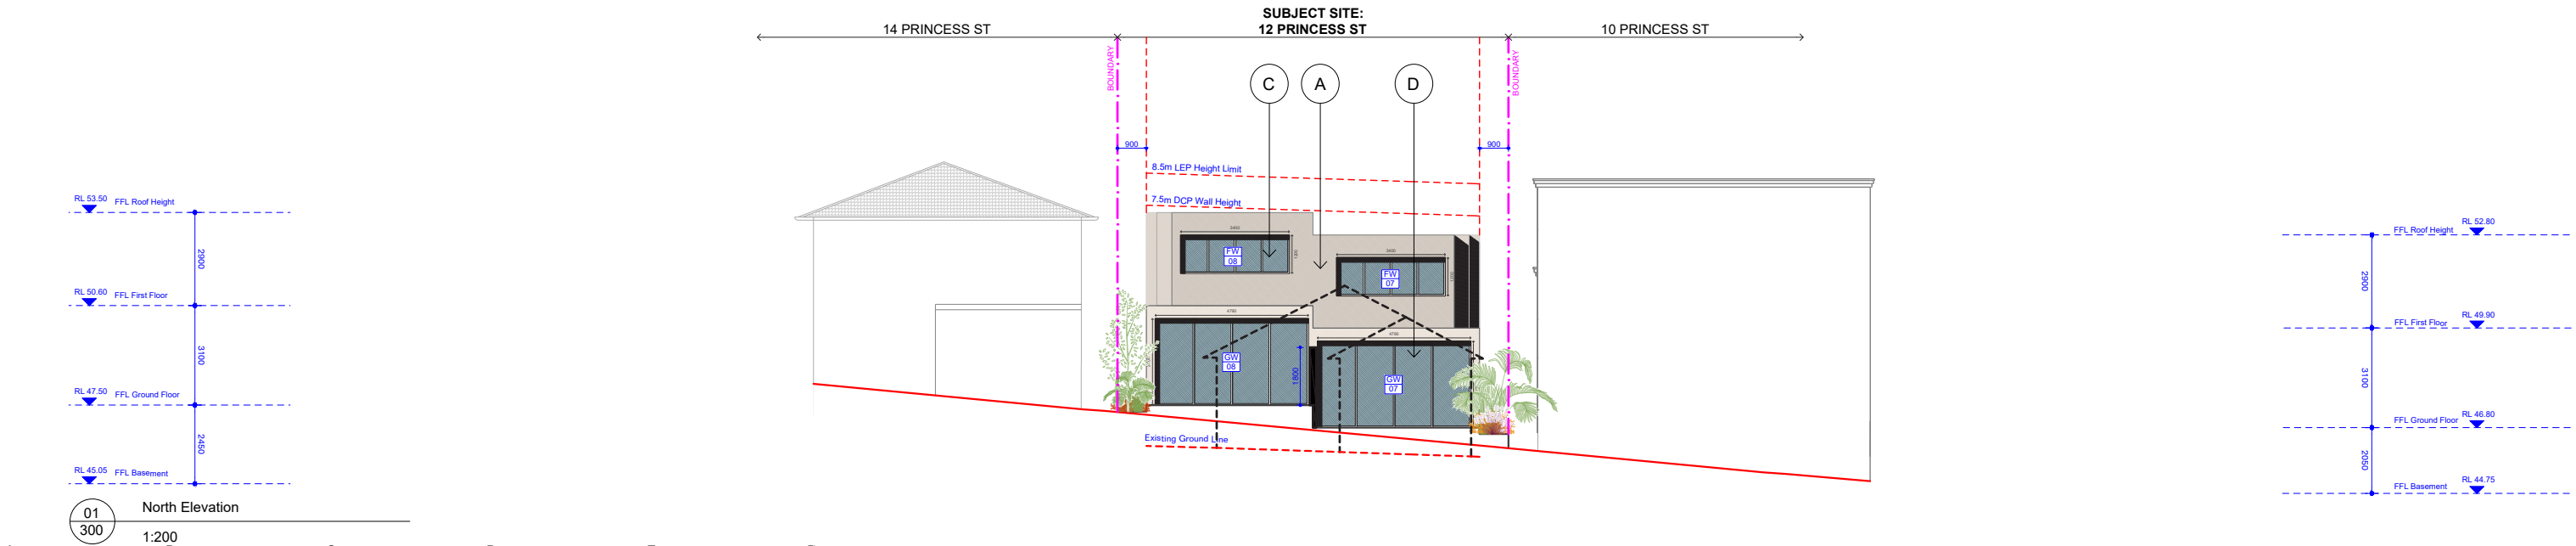 SUBJECT SITE:
14 PRINCESS ST
12 PRINCESS ST
10 PRINCESS ST
BOUNDARY
BOUNDARY
C
A
D
900
900
8.5m LEP Height Limit
7.5m DCP Wall Height
RL 53.50 FFL Roof Height
2900
RL 50.60 FFL First Floor
3100
RL 47.50 FFL Ground Floor
2450
RL 45.05 FFL Basement
FW
08
FW
07
4780
GW
08
1800
GW
07
Existing Ground Line
FFL Roof Height RL 52.80
2900
FFL First Floor RL 49.90
3100
FFL Ground Floor RL 46.80
2050
FFL Basement RL 44.75
01
300
North Elevation
1:200